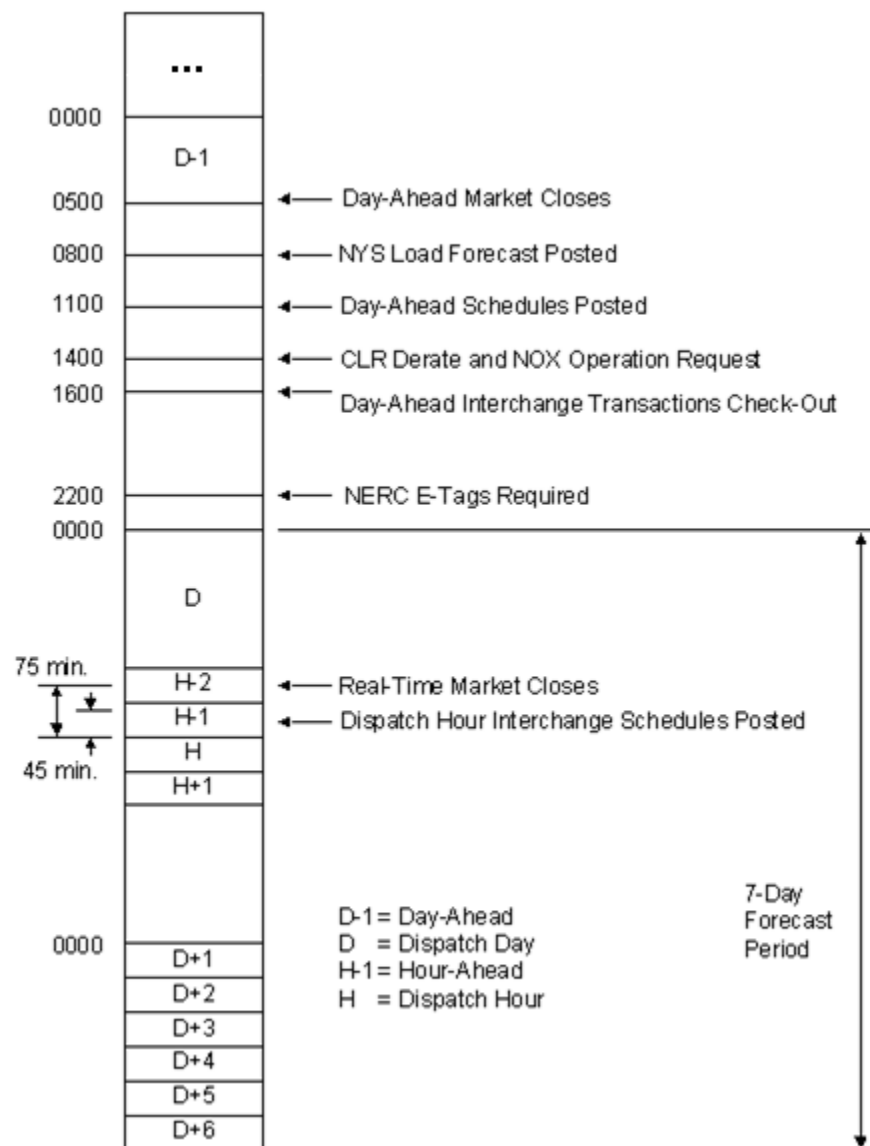 ...
0000
D-1
0500
Day-Ahead Market Closes
0800
NYS Load Forecast Posted
1100
Day-Ahead Schedules Posted
1400
CLR Derate and NOX Operation Request
1600
Day-Ahead Interchange Transactions Check-Out
2200
NERC E-Tags Required
0000
D
75 min.
H-2
Real-Time Market Closes
H-1
Dispatch Hour Interchange Schedules Posted
H
45 min.
H+1
7-Day
Forecast
Period
D-1 = Day-Ahead
D = Dispatch Day
H-1 = Hour-Ahead
H = Dispatch Hour
0000
D+1
D+2
D+3
D+4
D+5
D+6